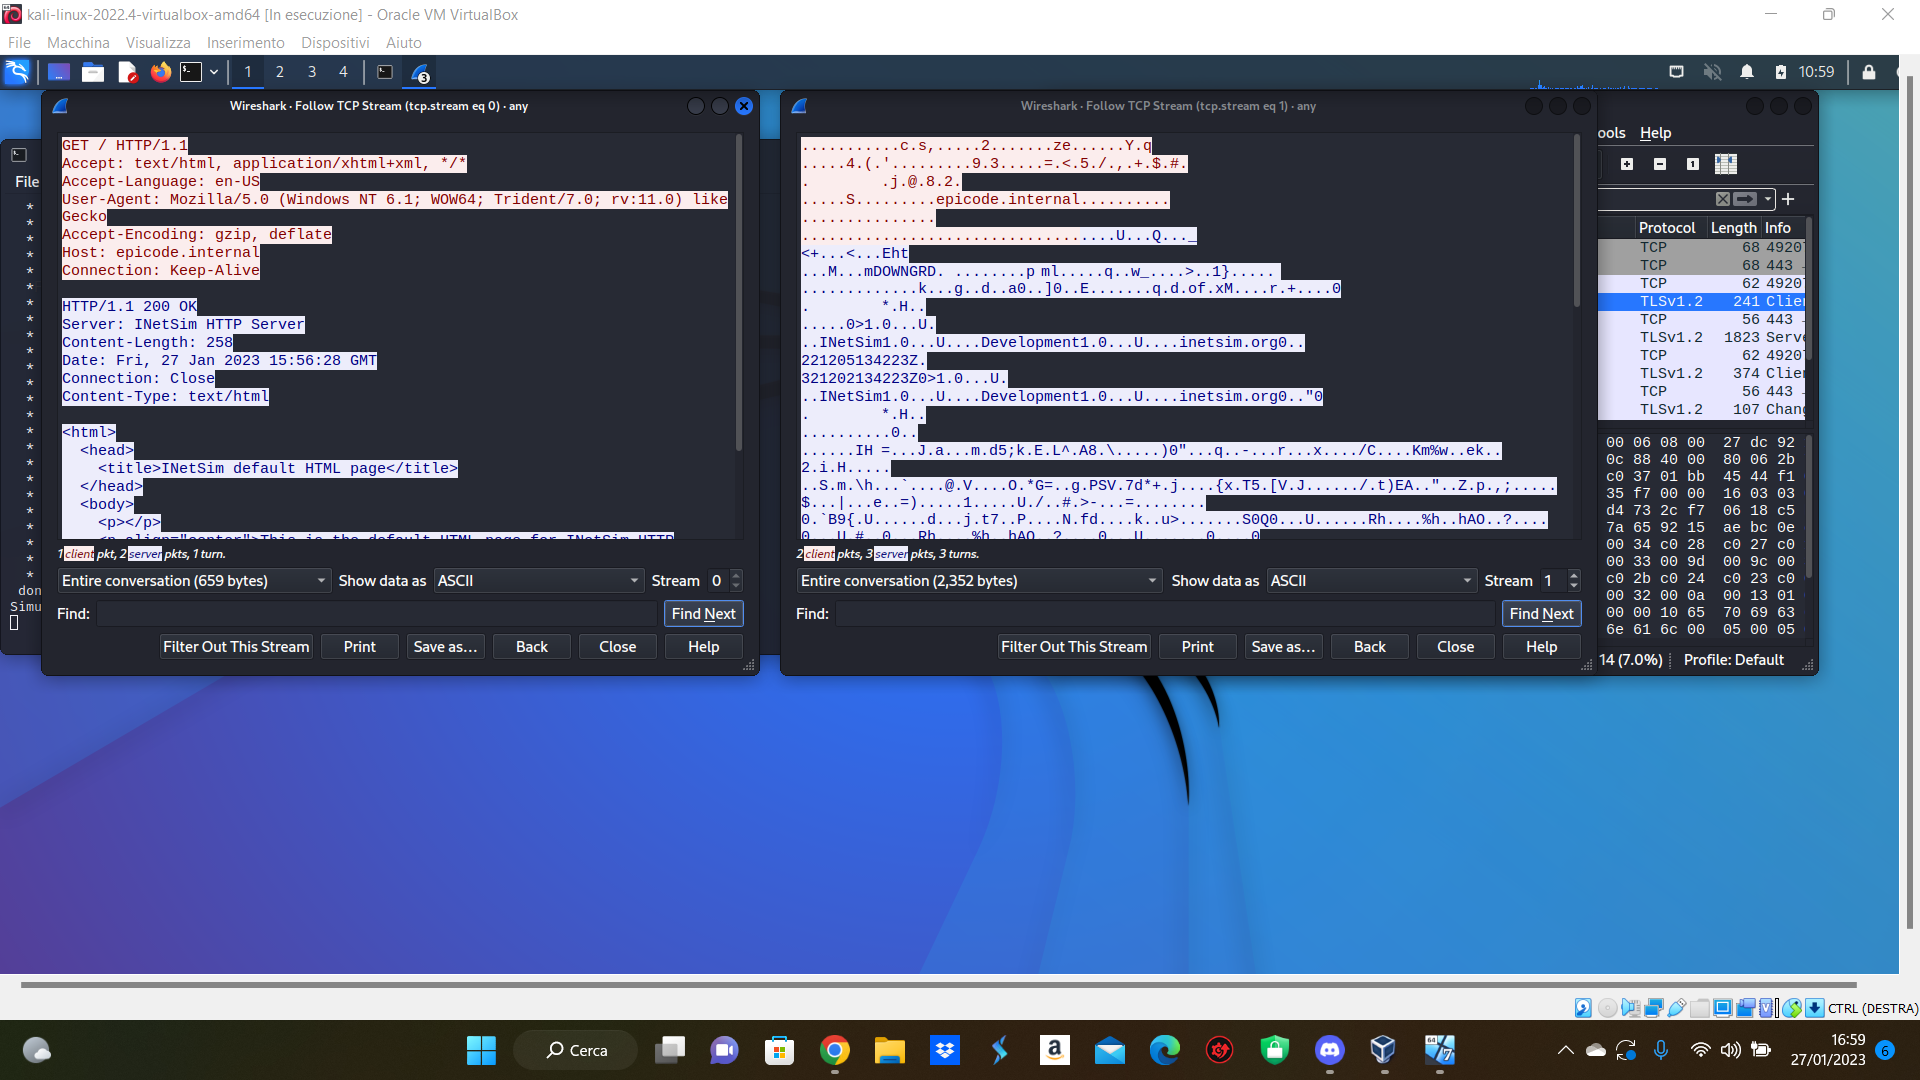 kali-linux-2022.4-virtualbox-amd64 [In esecuzione] - Oracle VM VirtualBox
File Macchina Visualizza Inserimento Dispositivi Aiuto
1 2 3 4 3 10:59
Wireshark · Follow TCP Stream (tcp.stream eq 0) · any
GET / HTTP/1.1
Accept: text/html, application/xhtml+xml, */*
Accept-Language: en-US
User-Agent: Mozilla/5.0 (Windows NT 6.1; WOW64; Trident/7.0; rv:11.0) like
Gecko
Accept-Encoding: gzip, deflate
Host: epicode.internal
Connection: Keep-Alive
HTTP/1.1 200 OK
Server: INetSim HTTP Server
Content-Length: 258
Date: Fri, 27 Jan 2023 15:56:28 GMT
Connection: Close
Content-Type: text/html
<html>
<head>
<title>INetSim default HTML page</title>
</head>
<body>
<p></p>
<p align="center">This is the default HTML page for INetSim HTTP
1 client pkt, 2 server pkts, 1 turn.
Entire conversation (659 bytes) Show data as ASCII Stream 0
Find: Find Next
Filter Out This Stream Print Save as… Back Close Help
File
don
Simu
Wireshark · Follow TCP Stream (tcp.stream eq 1) · any
...........c.s,.....2.......ze......Y.q
.....4.(.'.........9.3.....=.<.5./.,.+.$.#.
. .j.@.8.2.
.....S.........epicode.internal..........
...............
...................................U...Q..._
<+...<...Eht
...M...mDOWNGRD. ........p ml.....q..w_....>..1}.....
.............k...g..d..a0..]0..E.......q.d.of.xM....r.+....0
. *.H..
.....0>1.0...U.
..INetSim1.0...U....Development1.0...U....inetsim.org0..
221205134223Z.
321202134223Z0>1.0...U.
..INetSim1.0...U....Development1.0...U....inetsim.org0.."0
. *.H..
..........0..
......IH =...J.a...m.d5;k.E.L^.A8.\.....)0"...q..-...r...x..../C....Km%w..ek..
2.i.H.....
..S.m.\h...`....@.V....O.*G=..g.PSV.7d*+.j....{x.T5.[V.J....../.t)EA.."..Z.p.,;.....
$...|...e..=).....1.....U./..#.>-...=........
0.`B9{.U......d...j.t7..P....N.fd....k..u>.......S0Q0...U......Rh....%h..hAO..?....
0...U.#..0...Rh....%h..hAO..?....0...U.......0....0
2 client pkts, 3 server pkts, 3 turns.
Entire conversation (2,352 bytes) Show data as ASCII Stream 1
Find: Find Next
Filter Out This Stream Print Save as… Back Close Help
ools Help
Protocol Length Info
TCP 68 4920
TCP 68 443
TCP 62 4920
TLSv1.2 241 Clie
TCP 56 443
TLSv1.2 1823 Serve
TCP 62 4920
TLSv1.2 374 Clie
TCP 56 443
TLSv1.2 107 Chan
00 06 08 00 27 dc 92
0c 88 40 00 80 06 2b
c0 37 01 bb 45 44 f1
35 f7 00 00 16 03 03
d4 73 2c f7 06 18 c5
7a 65 92 15 ae bc 0e
00 34 c0 28 c0 27 c0
00 33 00 9d 00 9c 00
c0 2b c0 24 c0 23 c0
00 32 00 0a 00 13 01
00 00 10 65 70 69 63
6e 61 6c 00 05 00 05
14 (7.0%) Profile: Default
CTRL (DESTRA)
Cerca
16:59
27/01/2023
6